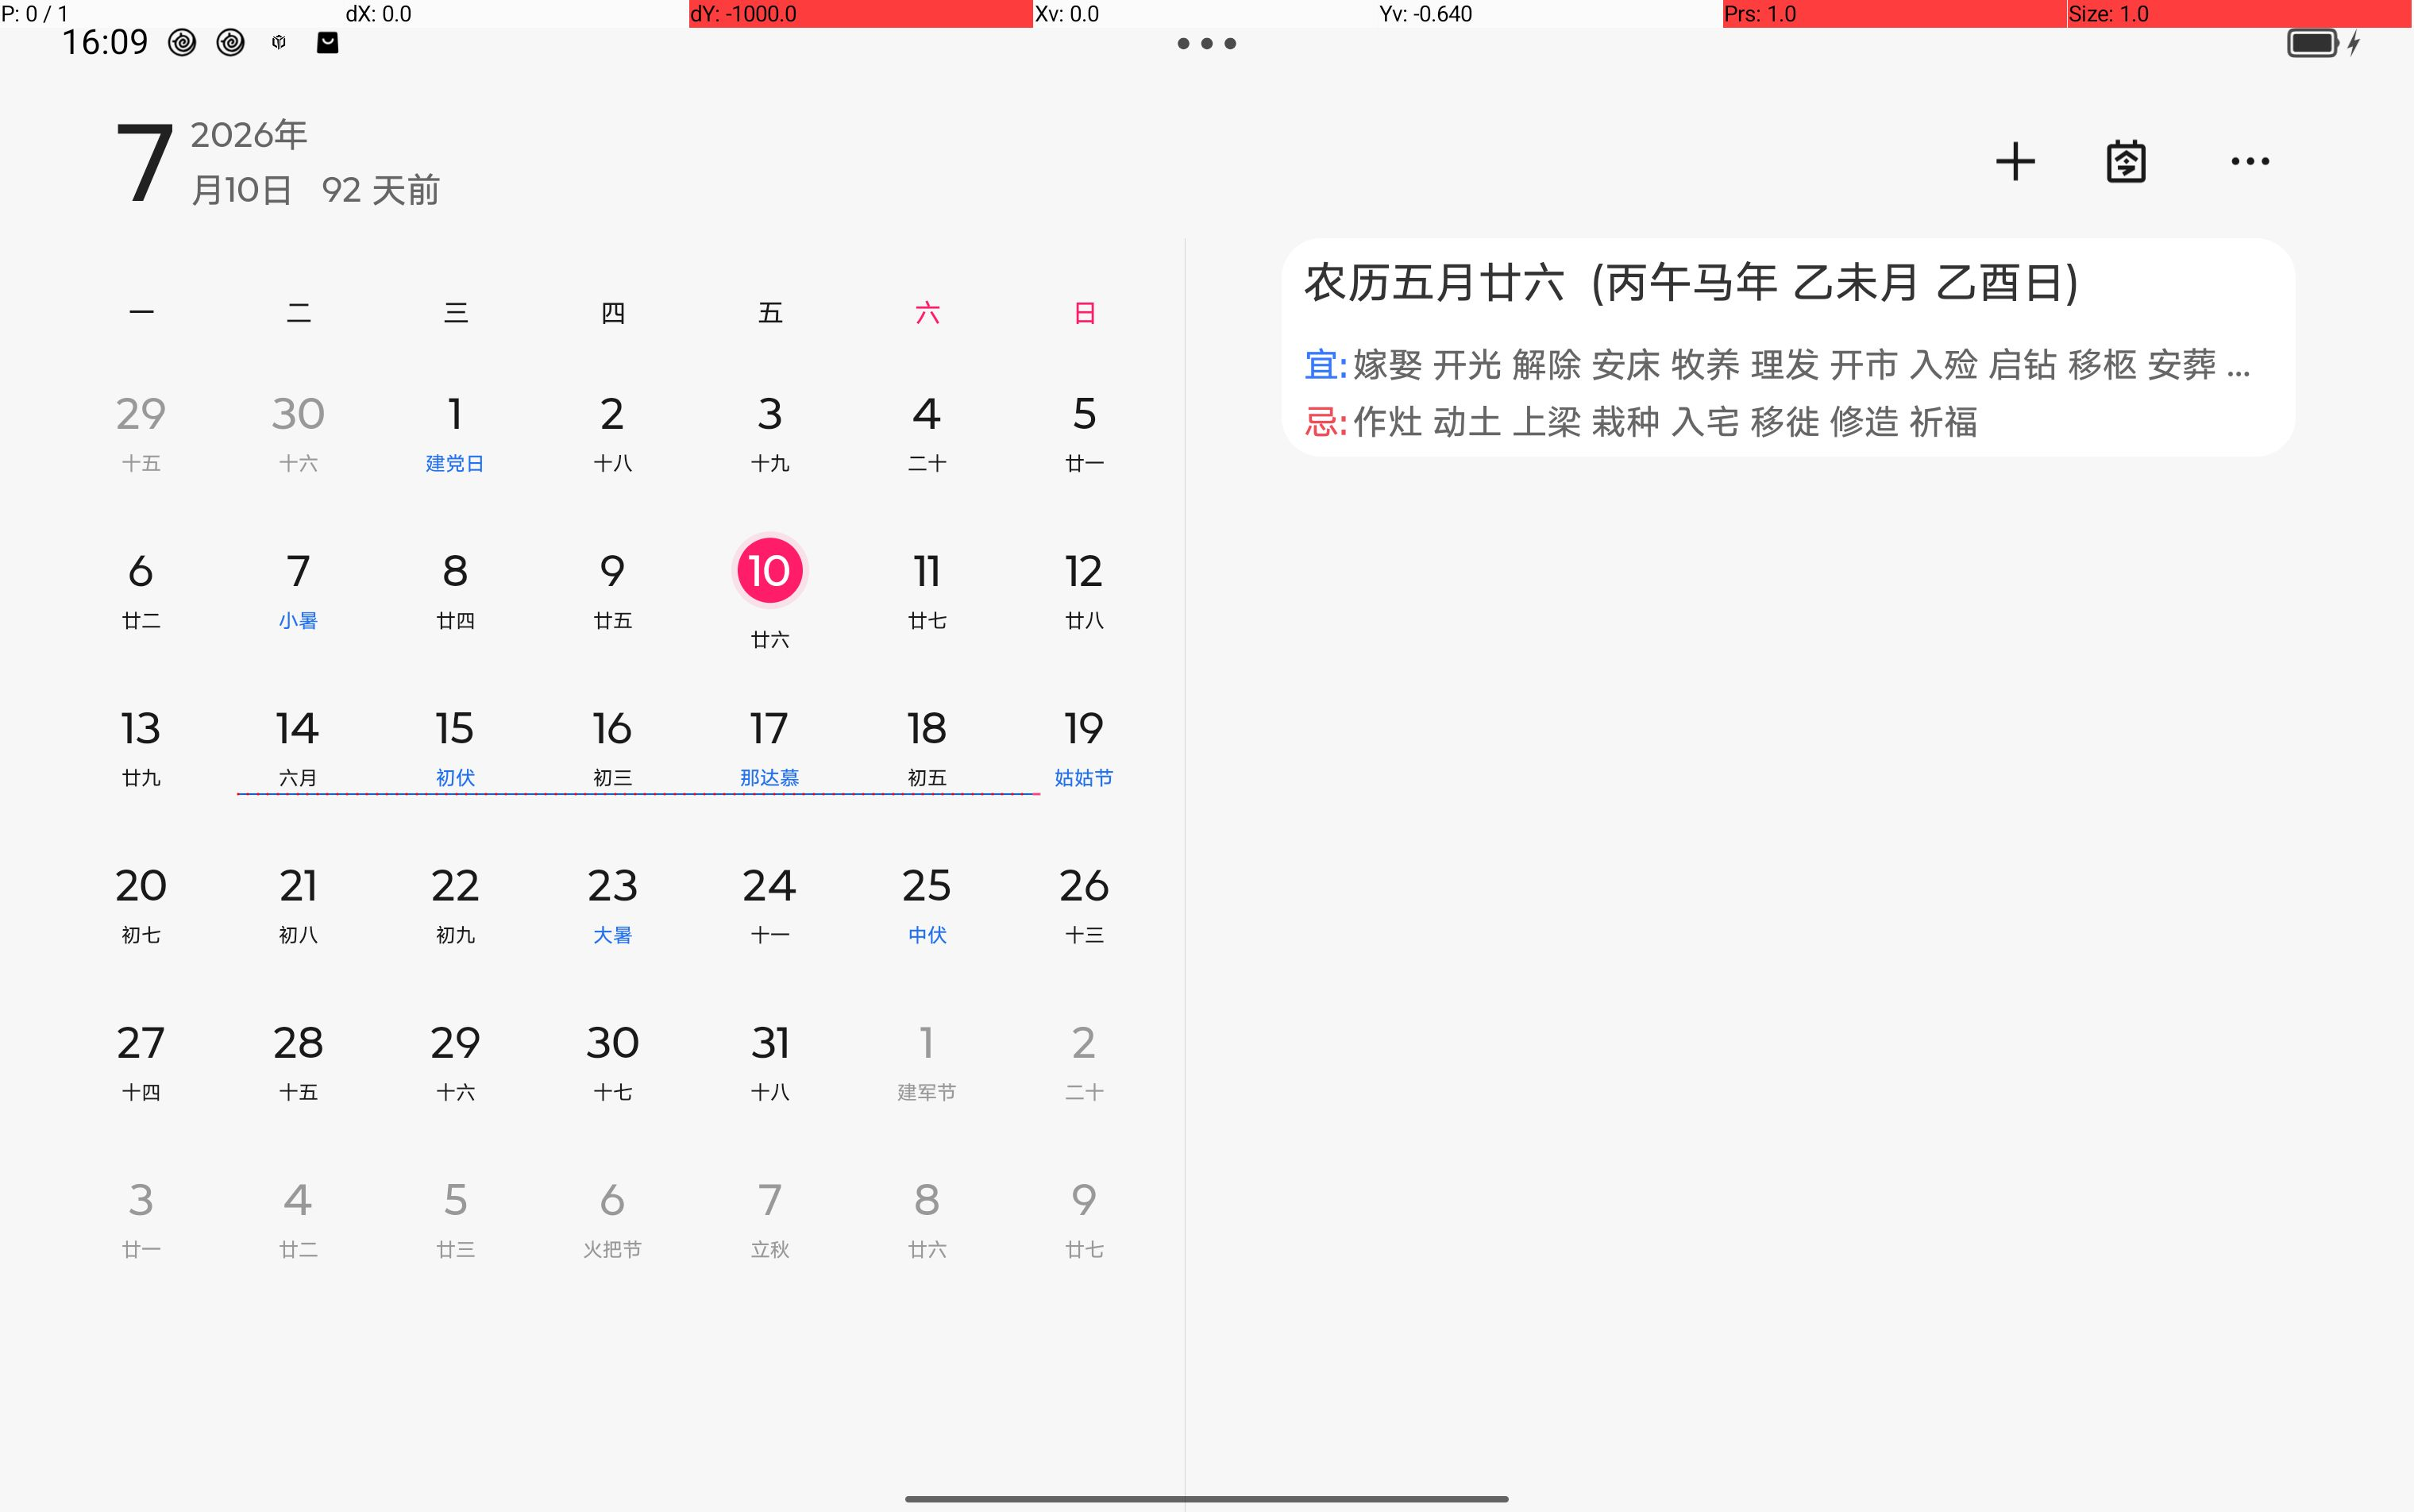 P: 0 / 1 dX: 0.0 dY: -1000.0 Xv: 0.0 Yv: -0.640 Prs: 1.0 Size: 1.0
16:09
7 2026年
月10日 92 天前
一 二 三 四 五 六 日
29 30 1 2 3 4 5
十五 十六 建党日 十八 十九 二十 廿一
6 7 8 9 10 11 12
廿二 小暑 廿四 廿五 廿六 廿七 廿八
13 14 15 16 17 18 19
廿九 六月 初伏 初三 那达慕 初五 姑姑节
20 21 22 23 24 25 26
初七 初八 初九 大暑 十一 中伏 十三
27 28 29 30 31 1 2
十四 十五 十六 十七 十八 建军节 二十
3 4 5 6 7 8 9
廿一 廿二 廿三 火把节 立秋 廿六 廿七
农历五月廿六 (丙午马年 乙未月 乙酉日)
宜: 嫁娶 开光 解除 安床 牧养 理发 开市 入殓 启钻 移柩 安葬 ...
忌: 作灶 动土 上梁 栽种 入宅 移徙 修造 祈福